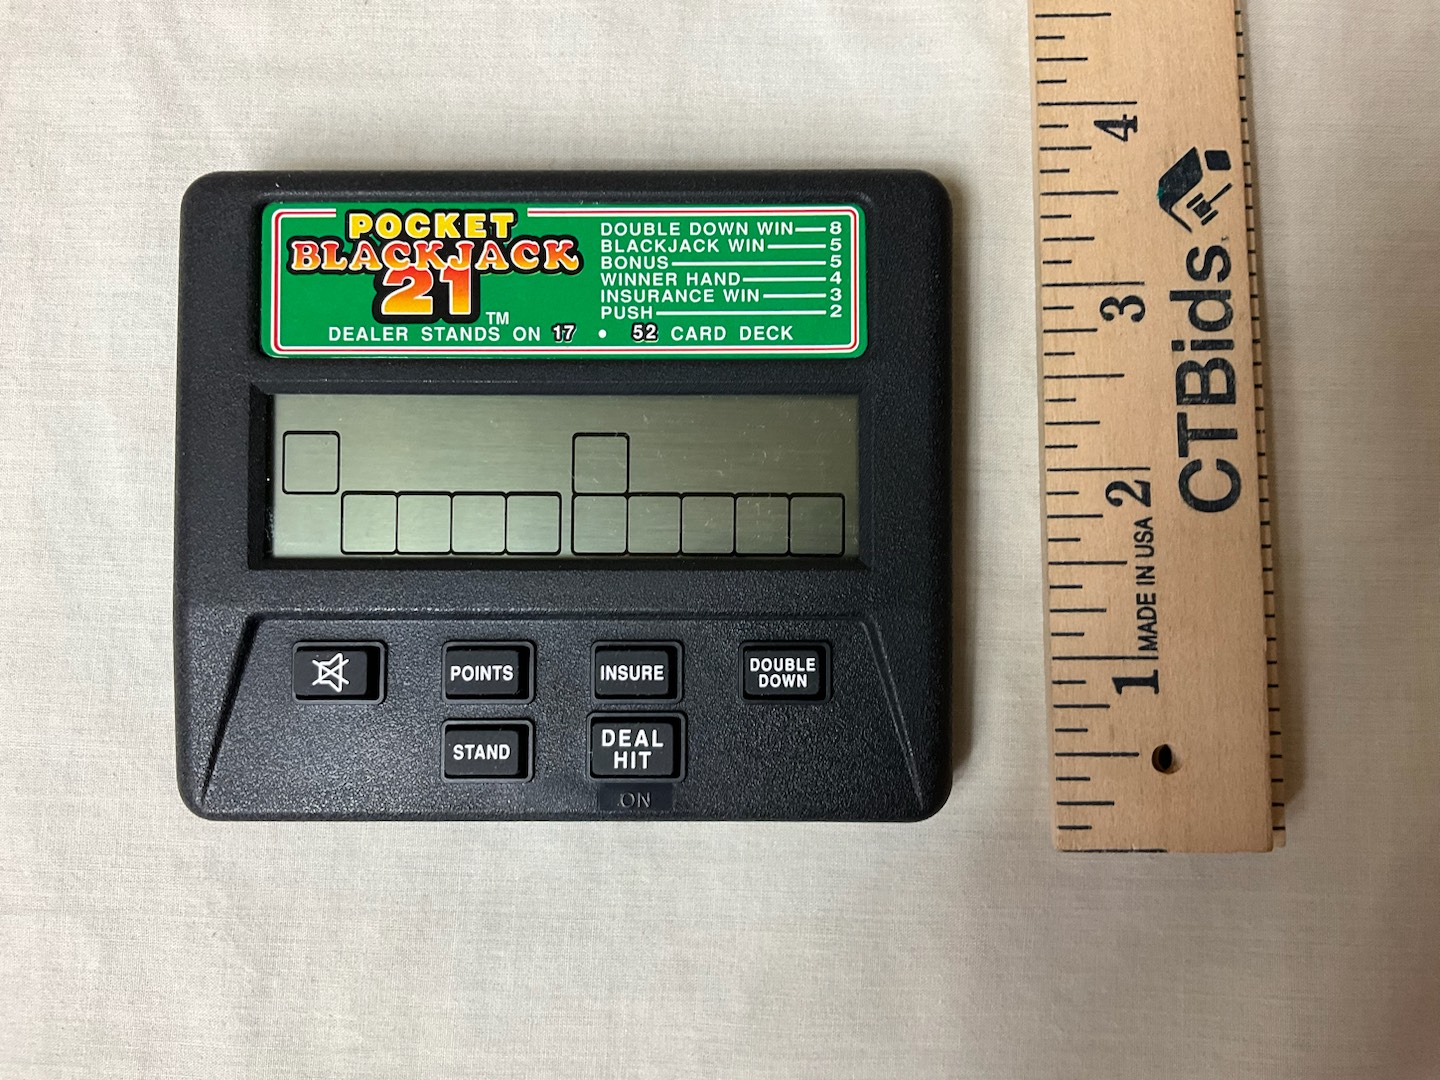 POCKET
BLACKJACK
21™
DOUBLE DOWN WIN—8
BLACKJACK WIN—5
BONUS—5
WINNER HAND—4
INSURANCE WIN—3
PUSH—2
DEALER STANDS ON 17 • 52 CARD DECK
POINTS
INSURE
DOUBLE
DOWN
STAND
DEAL
HIT
ON
4
3
2
1
MADE IN USA
CTBids